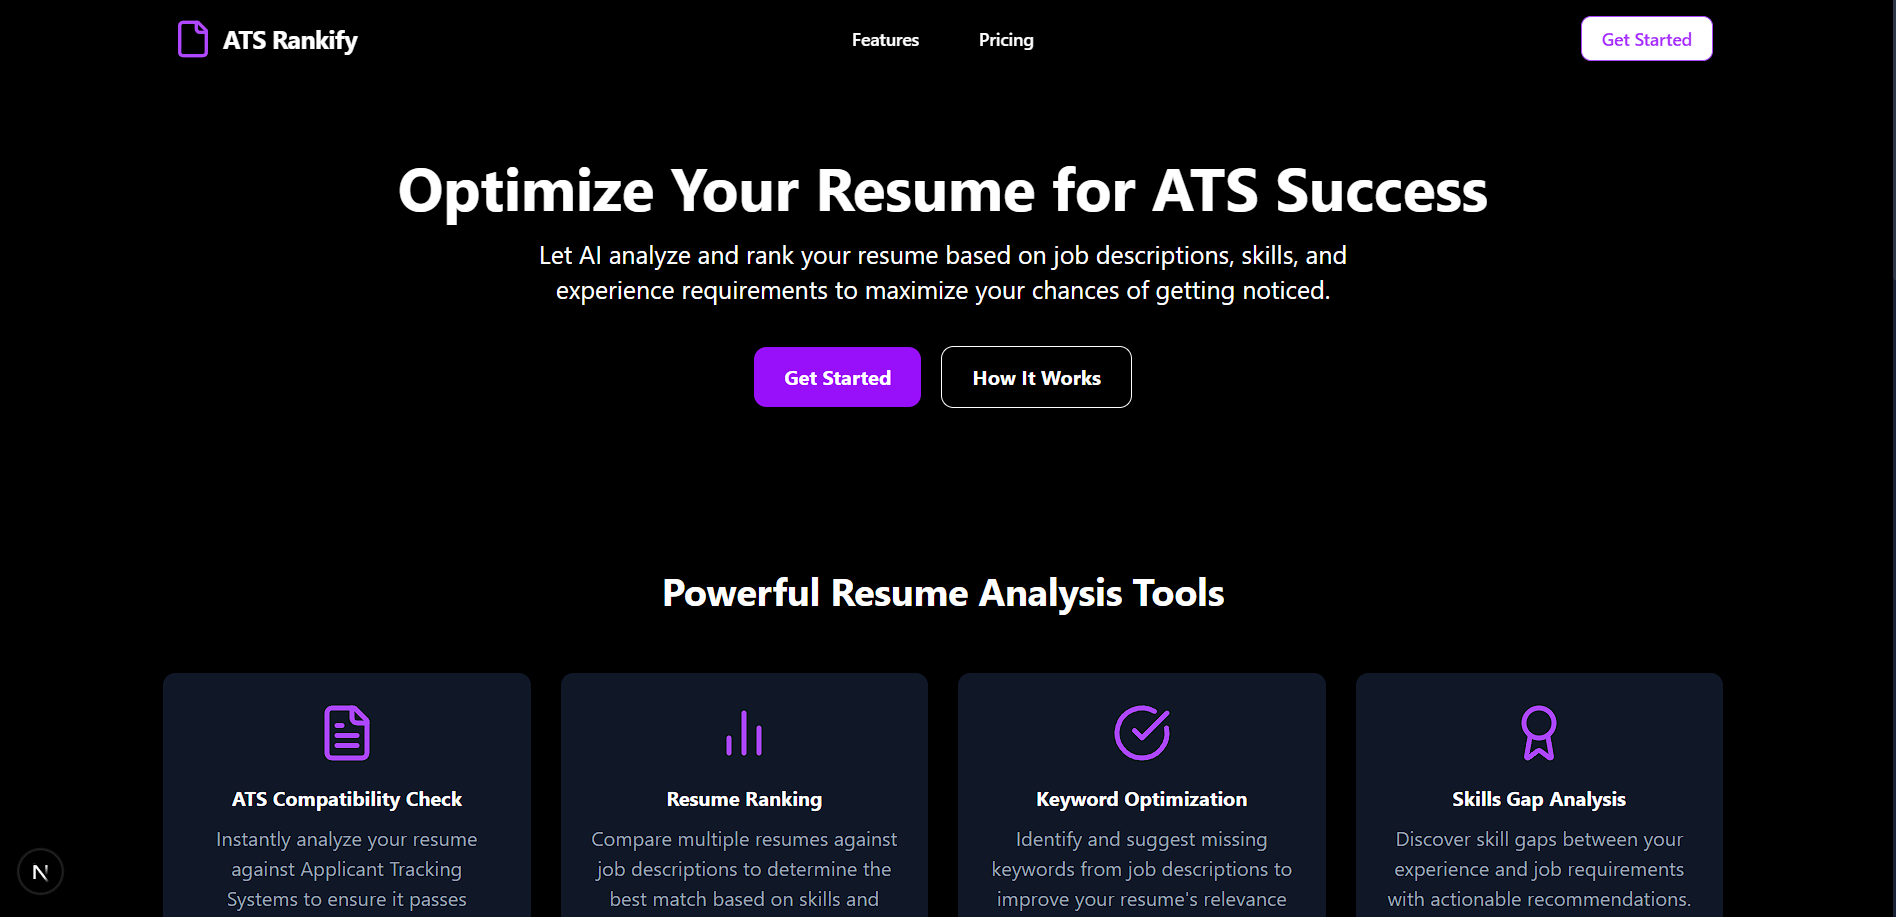 ATS Rankify
Features
Pricing
Get Started
Optimize Your Resume for ATS Success
Let AI analyze and rank your resume based on job descriptions, skills, and
experience requirements to maximize your chances of getting noticed.
Get Started
How It Works
Powerful Resume Analysis Tools
ATS Compatibility Check
Instantly analyze your resume
against Applicant Tracking
Systems to ensure it passes
Resume Ranking
Compare multiple resumes against
job descriptions to determine the
best match based on skills and
Keyword Optimization
Identify and suggest missing
keywords from job descriptions to
improve your resume's relevance
Skills Gap Analysis
Discover skill gaps between your
experience and job requirements
with actionable recommendations.
N